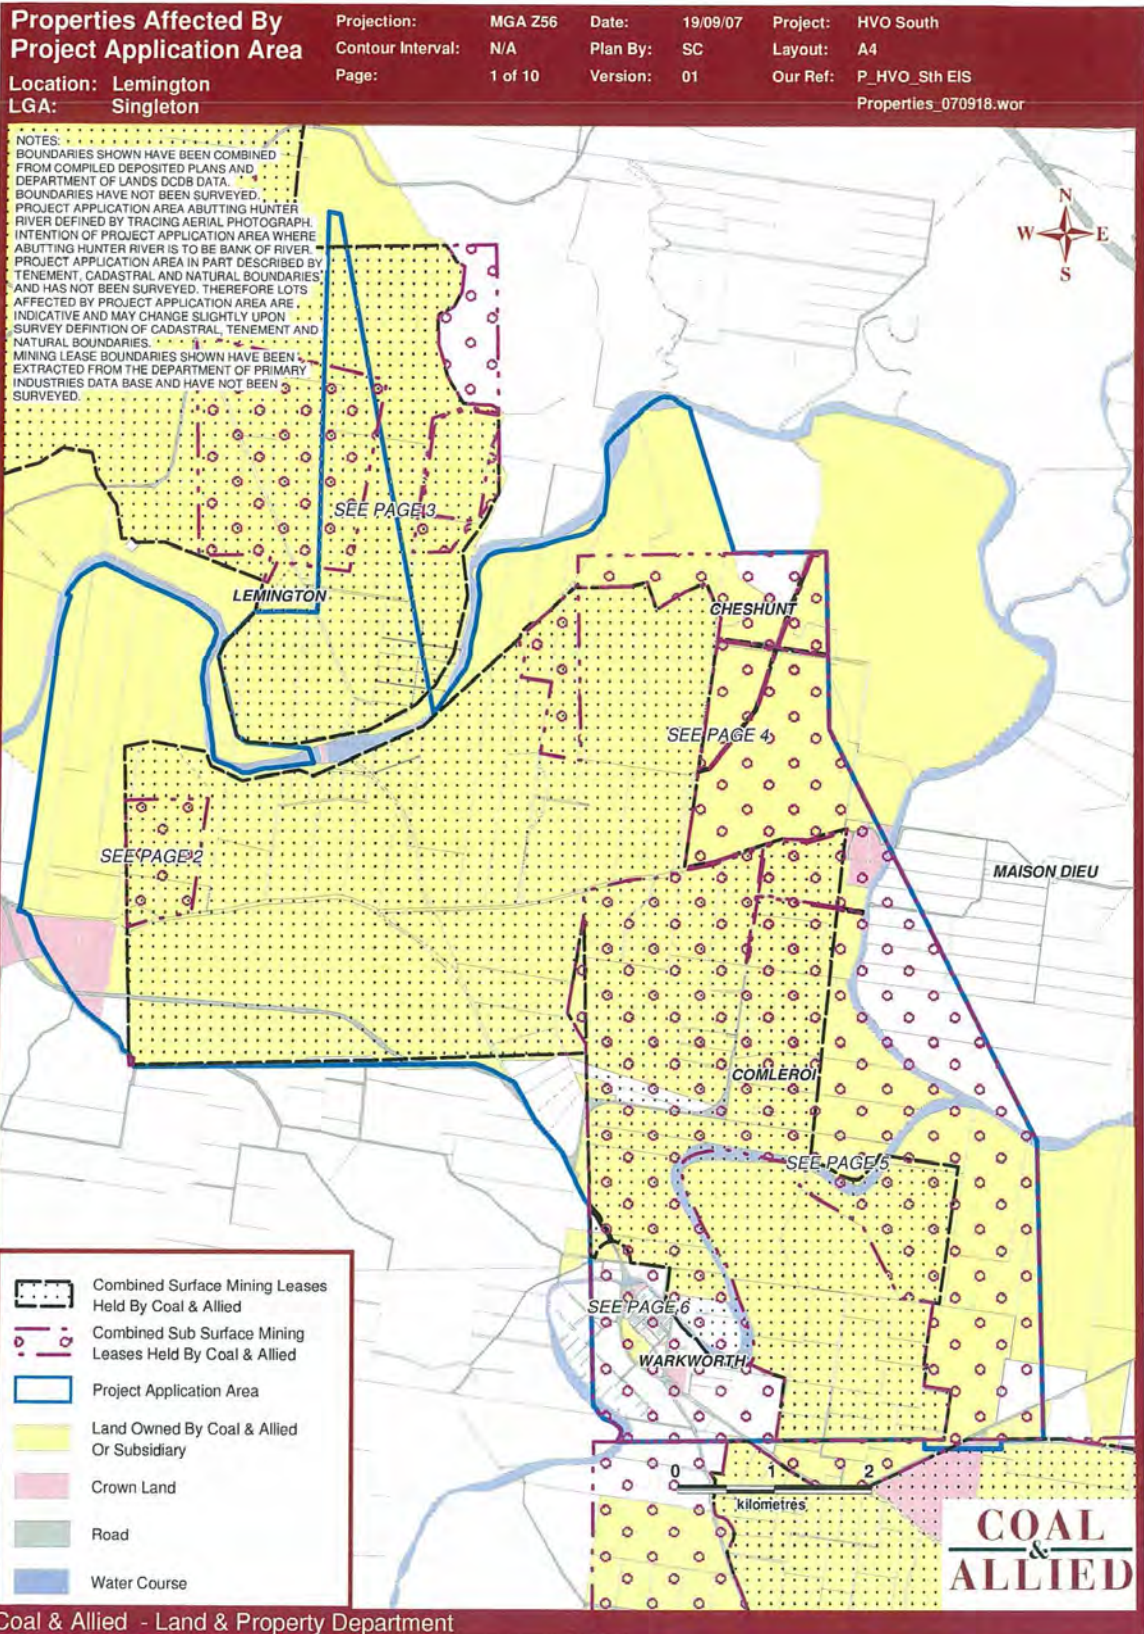 Properties Affected By
Project Application Area
Location: Lemington
LGA: Singleton
Projection: MGA Z56 Date: 19/09/07 Project: HVO South
Contour Interval: N/A Plan By: SC Layout: A4
Page: 1 of 10 Version: 01 Our Ref: P_HVO_Sth EIS
Properties_070918.wor
NOTES:
BOUNDARIES SHOWN HAVE BEEN COMBINED
FROM COMPILED DEPOSITED PLANS AND
DEPARTMENT OF LANDS DCDB DATA.
BOUNDARIES HAVE NOT BEEN SURVEYED.
PROJECT APPLICATION AREA ABUTTING HUNTER
RIVER DEFINED BY TRACING AERIAL PHOTOGRAPH.
INTENTION OF PROJECT APPLICATION AREA WHERE
ABUTTING HUNTER RIVER IS TO BE BANK OF RIVER.
PROJECT APPLICATION AREA IN PART DESCRIBED BY
TENEMENT, CADASTRAL AND NATURAL BOUNDARIES
AND HAS NOT BEEN SURVEYED. THEREFORE LOTS
AFFECTED BY PROJECT APPLICATION AREA ARE
INDICATIVE AND MAY CHANGE SLIGHTLY UPON
SURVEY DEFINTION OF CADASTRAL, TENEMENT AND
NATURAL BOUNDARIES.
MINING LEASE BOUNDARIES SHOWN HAVE BEEN
EXTRACTED FROM THE DEPARTMENT OF PRIMARY
INDUSTRIES DATA BASE AND HAVE NOT BEEN
SURVEYED.
N
W E
S
SEE PAGE 3
LEMINGTON
CHESHUNT
SEE PAGE 4
SEE PAGE 2
MAISON DIEU
COMLEROI
SEE PAGE 5
SEE PAGE 6
WARKWORTH
0 1 2
kilometres
Combined Surface Mining Leases
Held By Coal & Allied
Combined Sub Surface Mining
Leases Held By Coal & Allied
Project Application Area
Land Owned By Coal & Allied
Or Subsidiary
Crown Land
Road
Water Course
COAL
&
ALLIED
Coal & Allied - Land & Property Department